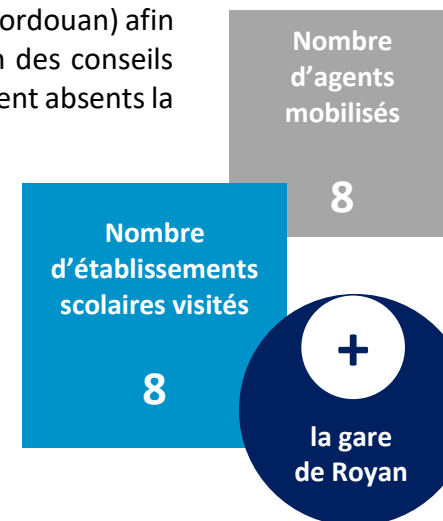 ordouan) afin
n des conseils
ent absents la
Nombre
d'agents
mobilisés
8
Nombre
d'établissements
scolaires visités
8
+
la gare
de Royan